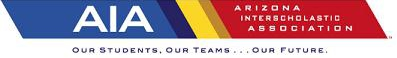 AIA
ARIZONA
INTERSCHOLASTIC
ASSOCIATION
OUR STUDENTS, OUR TEAMS . . . OUR FUTURE.